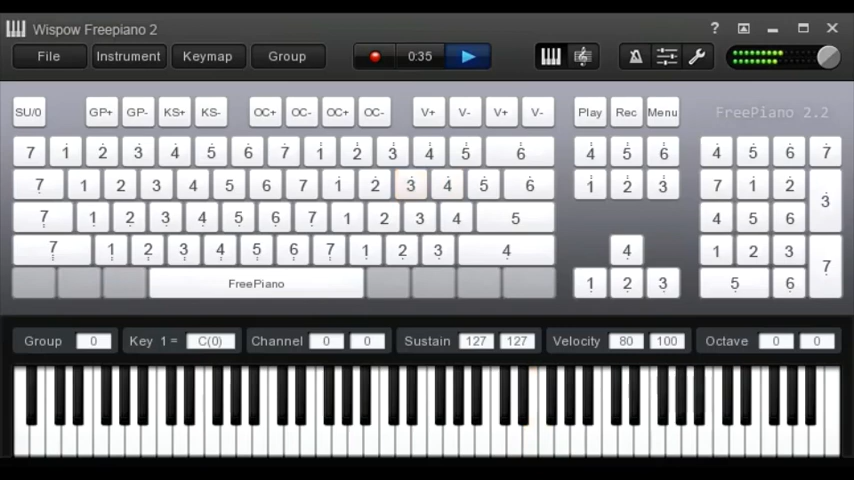 Wispow Freepiano 2 ?
File Instrument Keymap Group 0:35
SU/0 GP+ GP- KS+ KS- OC+ OC- OC+ OC- V+ V- V+ V- Play Rec Menu FreePiano 2.2
7 1 2 3 4 5 6 7 1 2 3 4 5 6 4 5 6 4 5 6 7
7 1 2 3 4 5 6 7 1 2 3 4 5 6 1 2 3 7 1 2 3
7 1 2 3 4 5 6 7 1 2 3 4 5 4 5 6
7 1 2 3 4 5 6 7 1 2 3 4 4 1 2 3 7
FreePiano 1 2 3 5 6
Group 0 Key 1 = C(0) Channel 0 0 Sustain 127 127 Velocity 80 100 Octave 0 0